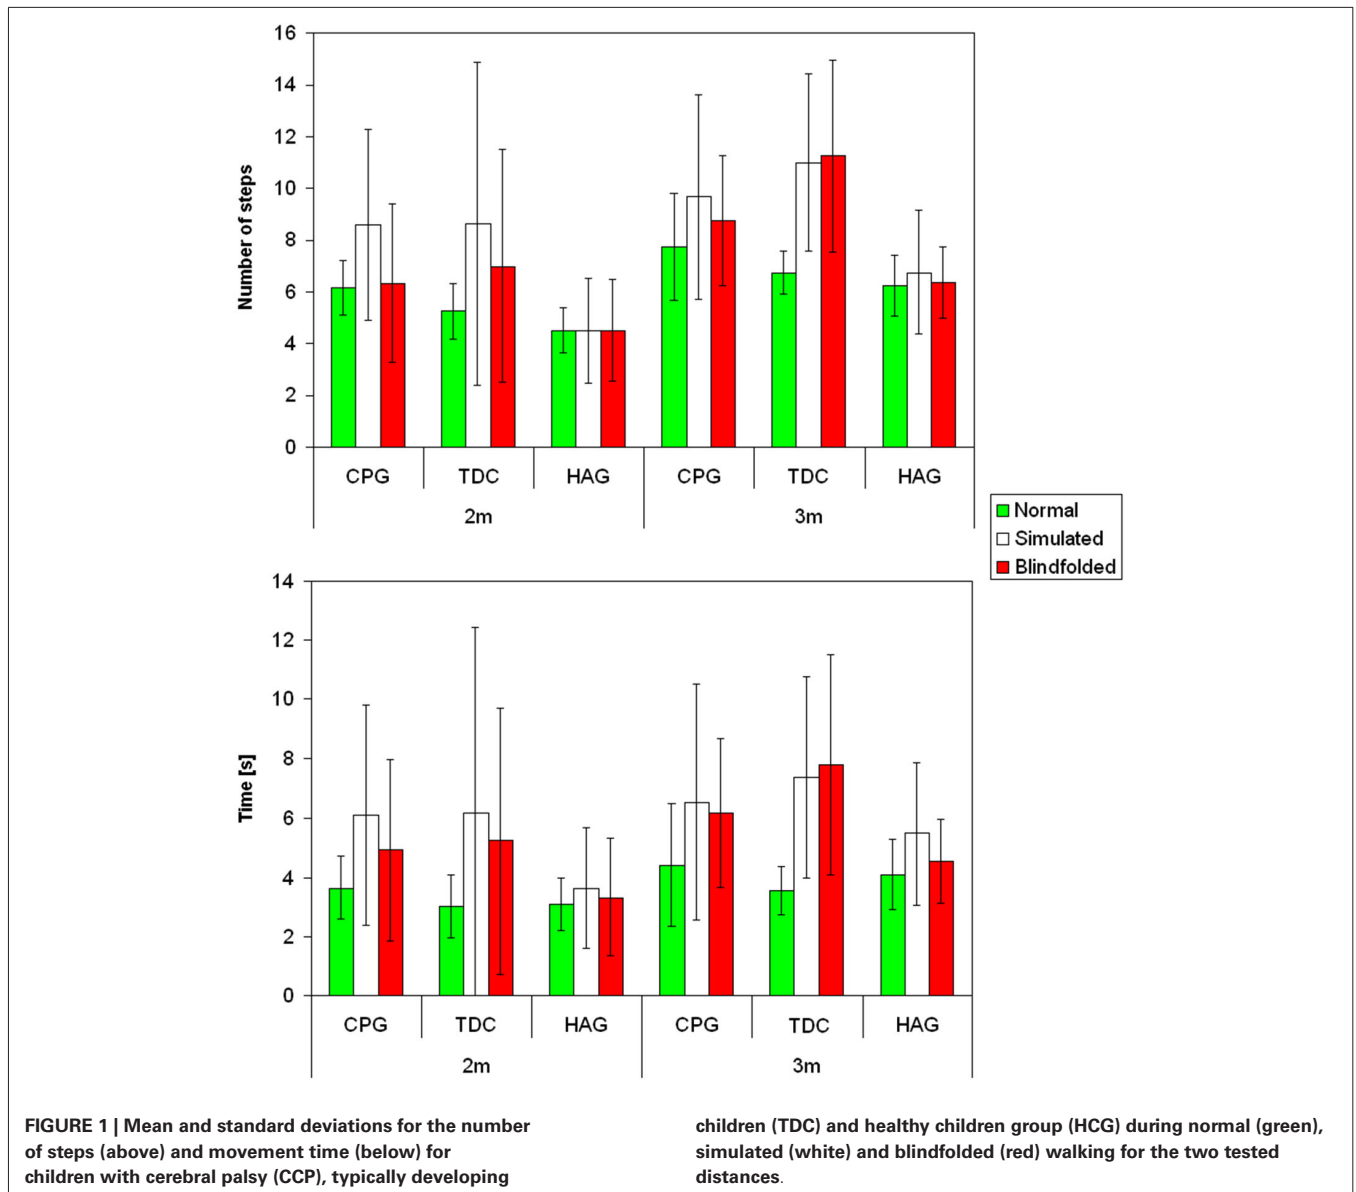 16
14
12
10
8
6
4
2
0
Number of steps
CPG TDC HAG CPG TDC HAG
2m 3m
Normal
Simulated
Blindfolded
14
12
10
8
6
4
2
0
Time [s]
CPG TDC HAG CPG TDC HAG
2m 3m
FIGURE 1 | Mean and standard deviations for the number
of steps (above) and movement time (below) for
children with cerebral palsy (CCP), typically developing
children (TDC) and healthy children group (HCG) during normal (green),
simulated (white) and blindfolded (red) walking for the two tested
distances.